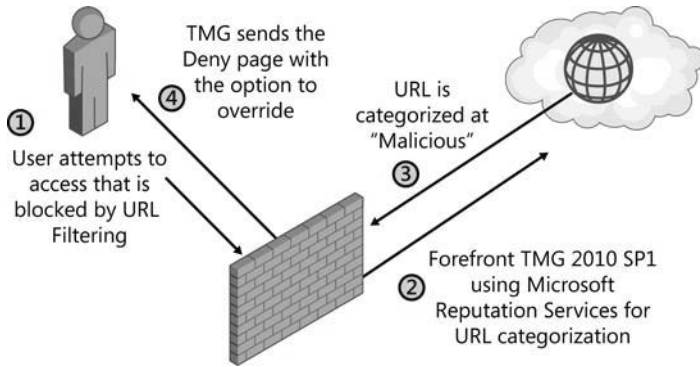 1
User attempts to
access that is
blocked by URL
Filtering
2
Forefront TMG 2010 SP1
using Microsoft
Reputation Services for
URL categorization
3
URL is
categorized at
“Malicious”
4
TMG sends the
Deny page with
the option to
override